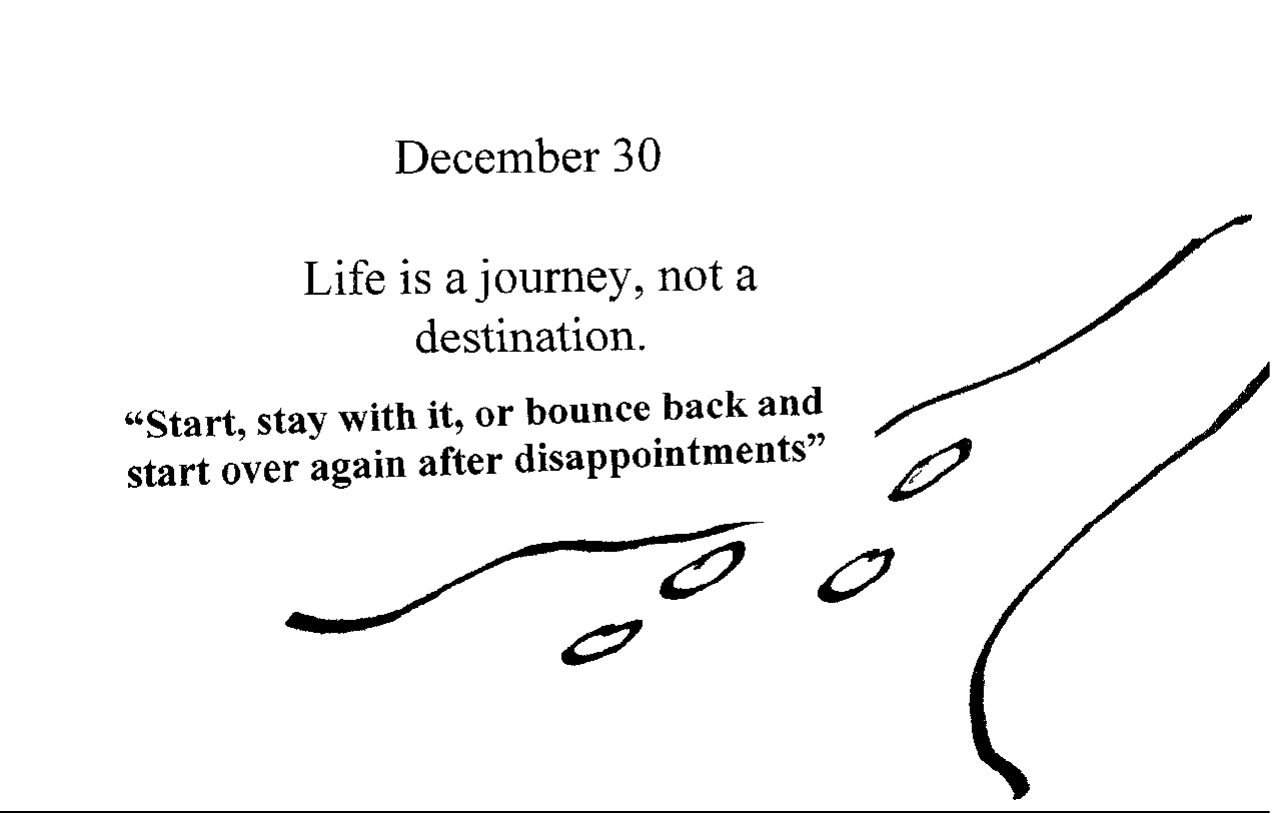 December 30
Life is a journey, not a
destination.
“Start, stay with it, or bounce back and
start over again after disappointments”